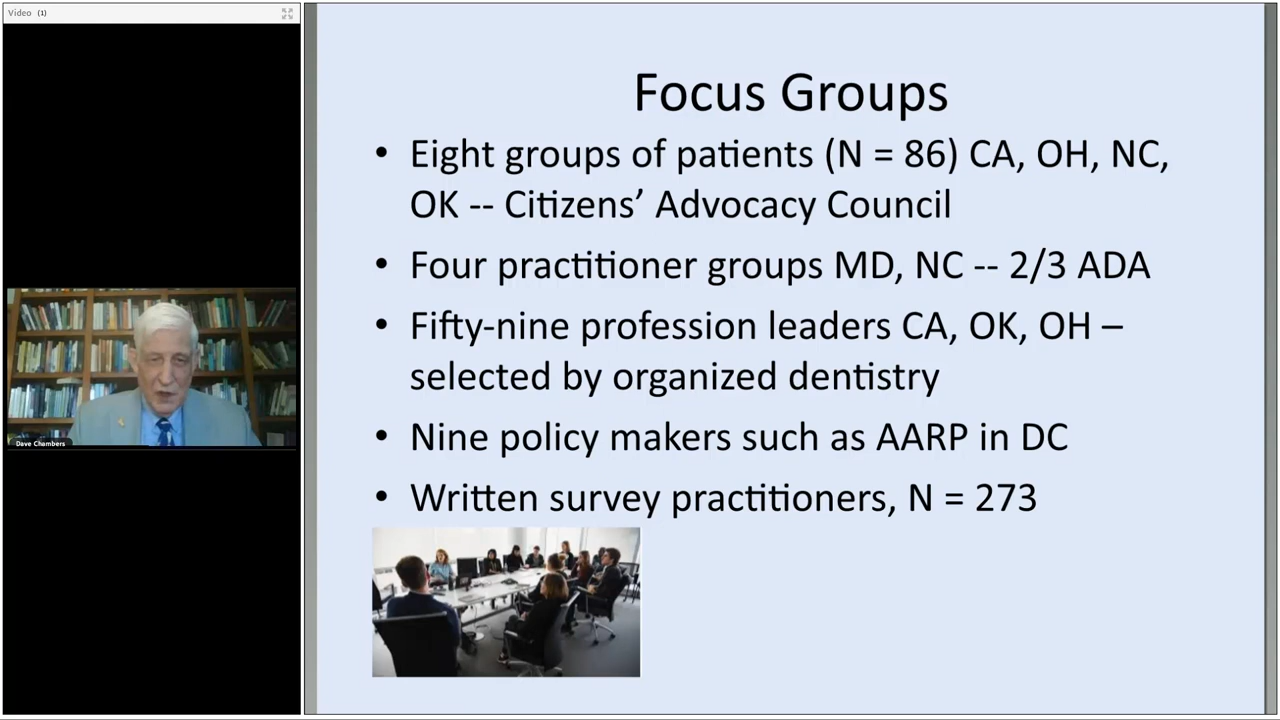 Video (1)
Dave Chambers
Focus Groups
• Eight groups of patients (N = 86) CA, OH, NC,
OK -- Citizens’ Advocacy Council
• Four practitioner groups MD, NC -- 2/3 ADA
• Fifty-nine profession leaders CA, OK, OH –
selected by organized dentistry
• Nine policy makers such as AARP in DC
• Written survey practitioners, N = 273